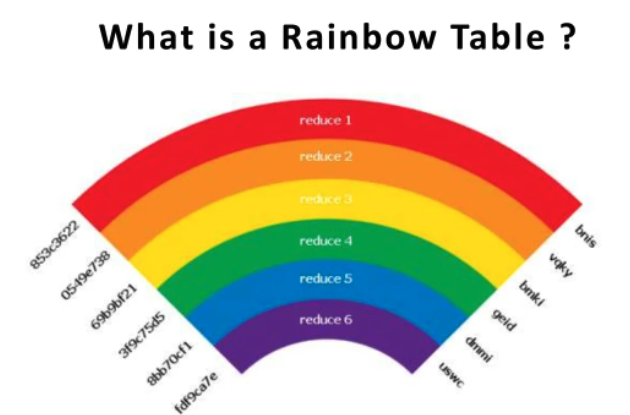 What is a Rainbow Table ?
reduce 1
reduce 2
reduce 3
reduce 4
reduce 5
reduce 6
853c3622
0549e738
69b9bf21
3f9c75d5
8bb70cf1
fdf9ca7e
bnis
vqky
bmkl
geid
dmml
uswc